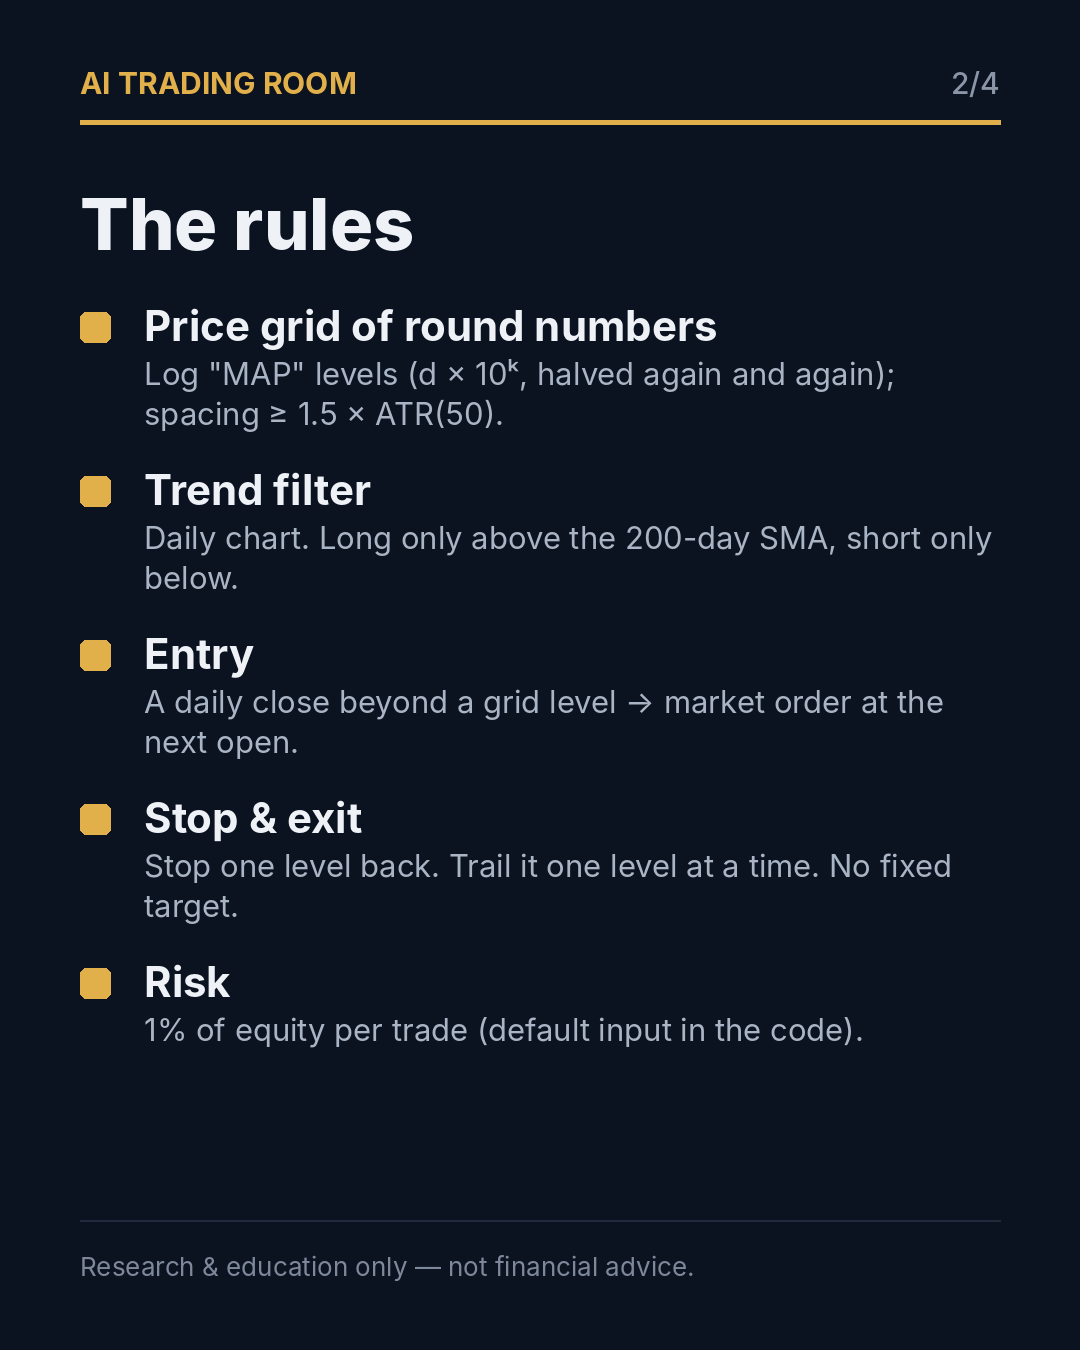 AI TRADING ROOM
2/4
The rules
Price grid of round numbers
Log "MAP" levels (d × 10ᵏ, halved again and again);
spacing ≥ 1.5 × ATR(50).
Trend filter
Daily chart. Long only above the 200-day SMA, short only
below.
Entry
A daily close beyond a grid level → market order at the
next open.
Stop & exit
Stop one level back. Trail it one level at a time. No fixed
target.
Risk
1% of equity per trade (default input in the code).
Research & education only — not financial advice.